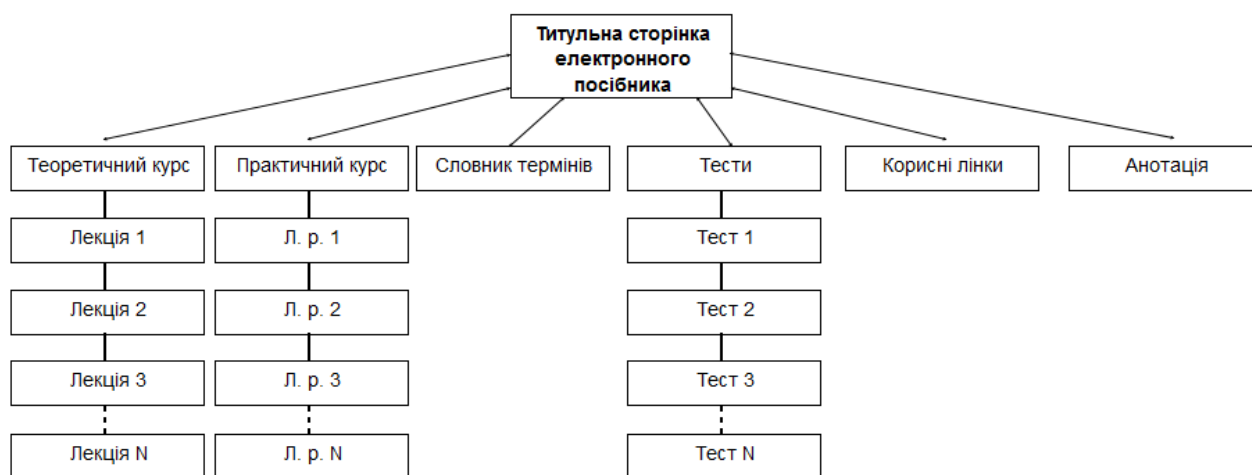 Титульна сторінка
електронного
посібника
Теоретичний курс
Практичний курс
Словник термінів
Тести
Корисні лінки
Анотація
Лекція 1
Л. р. 1
Тест 1
Лекція 2
Л. р. 2
Тест 2
Лекція 3
Л. р. 3
Тест 3
Лекція N
Л. р. N
Тест N